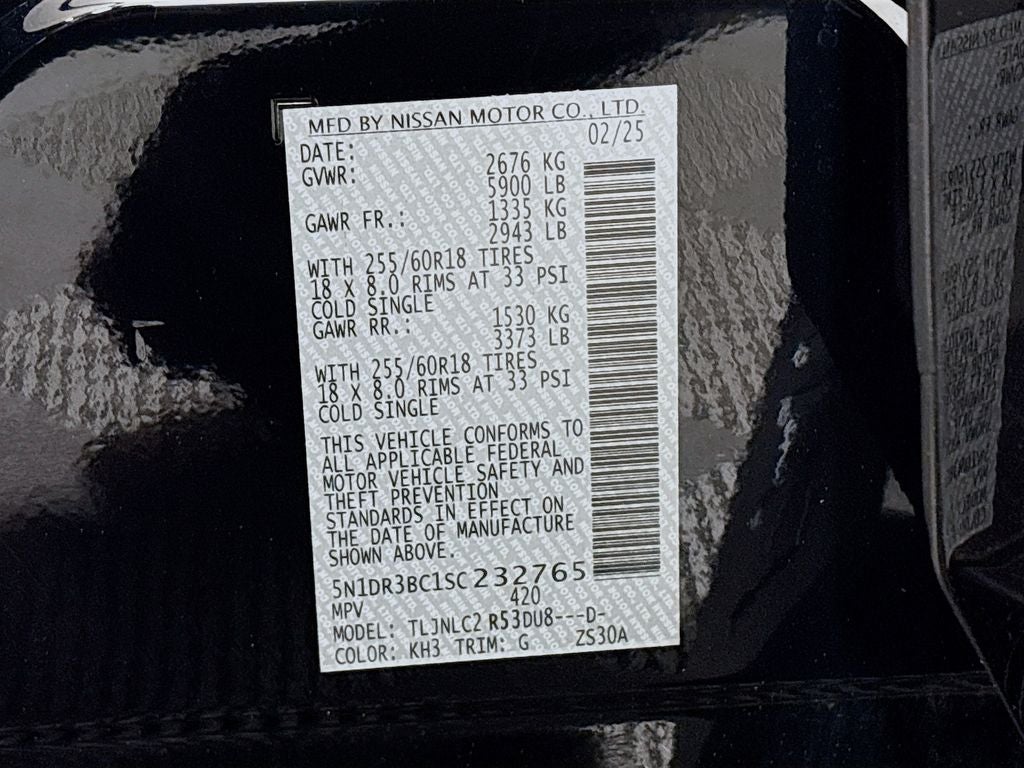 MFD BY NISSAN MOTOR CO., LTD.
DATE: 02/25
GVWR: 2676 KG
5900 LB
GAWR FR.: 1335 KG
2943 LB
WITH 255/60R18 TIRES
18 X 8.0 RIMS AT 33 PSI
COLD SINGLE
GAWR RR.: 1530 KG
3373 LB
WITH 255/60R18 TIRES
18 X 8.0 RIMS AT 33 PSI
COLD SINGLE
THIS VEHICLE CONFORMS TO
ALL APPLICABLE FEDERAL
MOTOR VEHICLE SAFETY AND
THEFT PREVENTION
STANDARDS IN EFFECT ON
THE DATE OF MANUFACTURE
SHOWN ABOVE.
5N1DR3BC1SC232765
MPV 420
MODEL: TLJNLC2 R53DU8---D-
COLOR: KH3 TRIM: G ZS30A